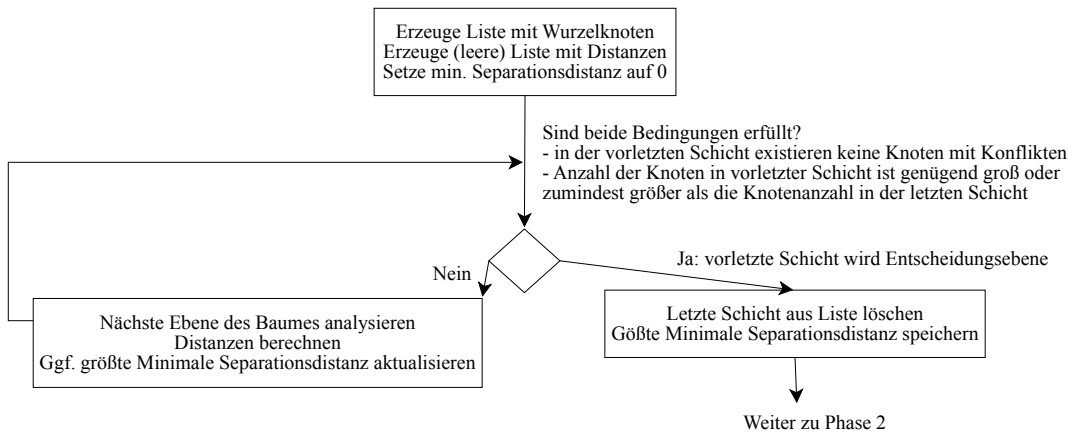 Erzeuge Liste mit Wurzelknoten
Erzeuge (leere) Liste mit Distanzen
Setze min. Separationsdistanz auf 0
Sind beide Bedingungen erfüllt?
- in der vorletzten Schicht existieren keine Knoten mit Konflikten
- Anzahl der Knoten in vorletzter Schicht ist genügend groß oder
zumindest größer als die Knotenanzahl in der letzten Schicht
Nein
Ja: vorletzte Schicht wird Entscheidungsebene
Nächste Ebene des Baumes analysieren
Distanzen berechnen
Ggf. größte Minimale Separationsdistanz aktualisieren
Letzte Schicht aus Liste löschen
Gößte Minimale Separationsdistanz speichern
Weiter zu Phase 2